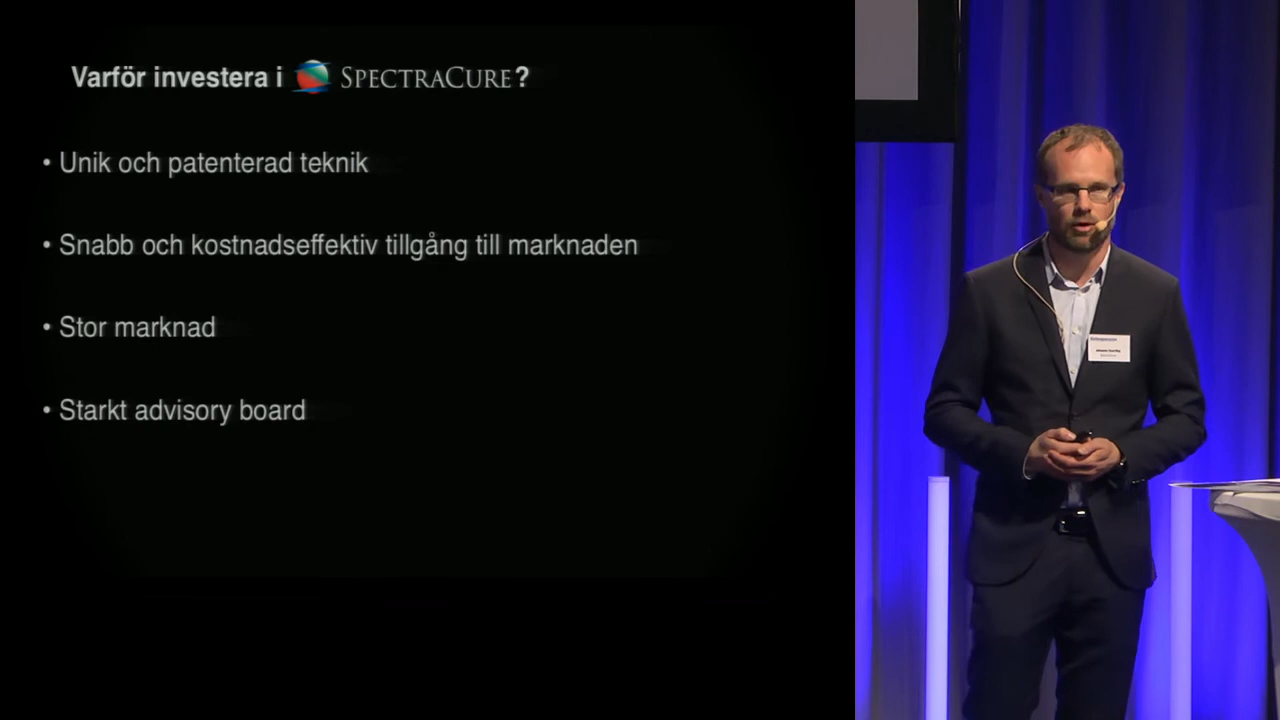 Varför investera i SPECTRACURE?
• Unik och patenterad teknik
• Snabb och kostnadseffektiv tillgång till marknaden
• Stor marknad
• Starkt advisory board